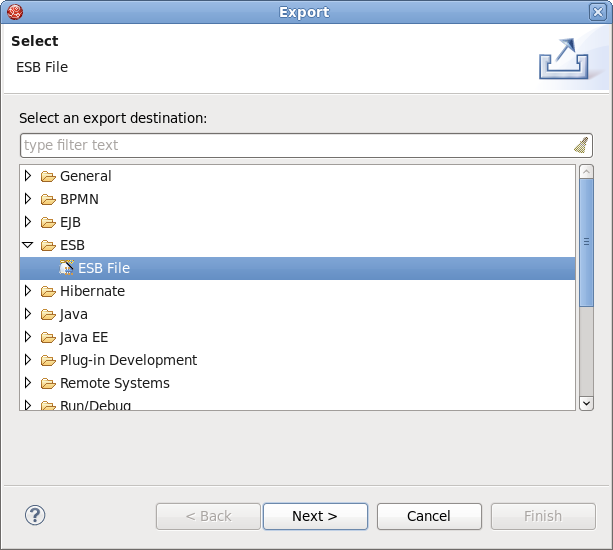 Export
Select
ESB File
Select an export destination:
type filter text
General
BPMN
EJB
ESB
ESB File
Hibernate
Java
Java EE
Plug-in Development
Remote Systems
Run/Debug
?
< Back
Next >
Cancel
Finish